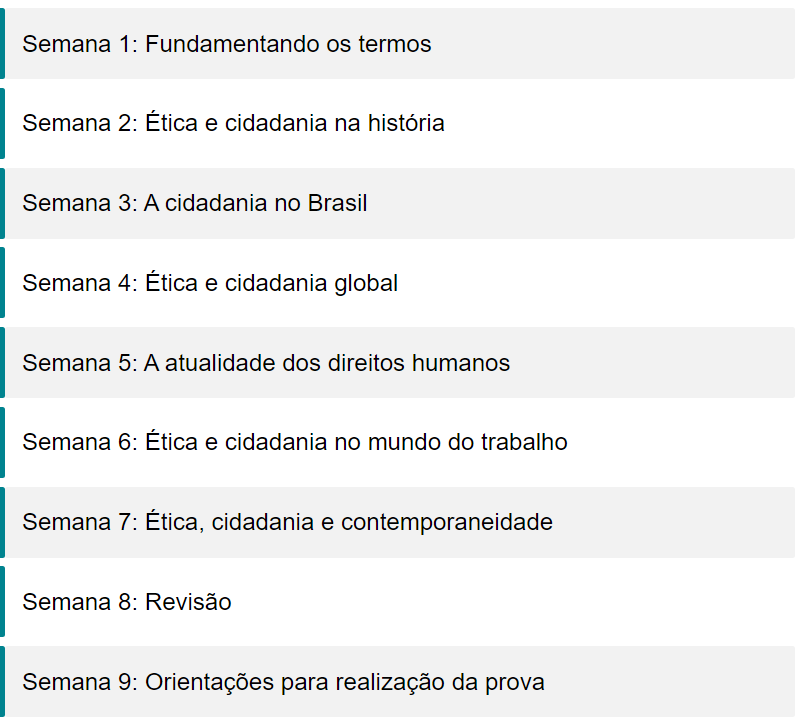 Semana 1: Fundamentando os termos
Semana 2: Ética e cidadania na história
Semana 3: A cidadania no Brasil
Semana 4: Ética e cidadania global
Semana 5: A atualidade dos direitos humanos
Semana 6: Ética e cidadania no mundo do trabalho
Semana 7: Ética, cidadania e contemporaneidade
Semana 8: Revisão
Semana 9: Orientações para realização da prova